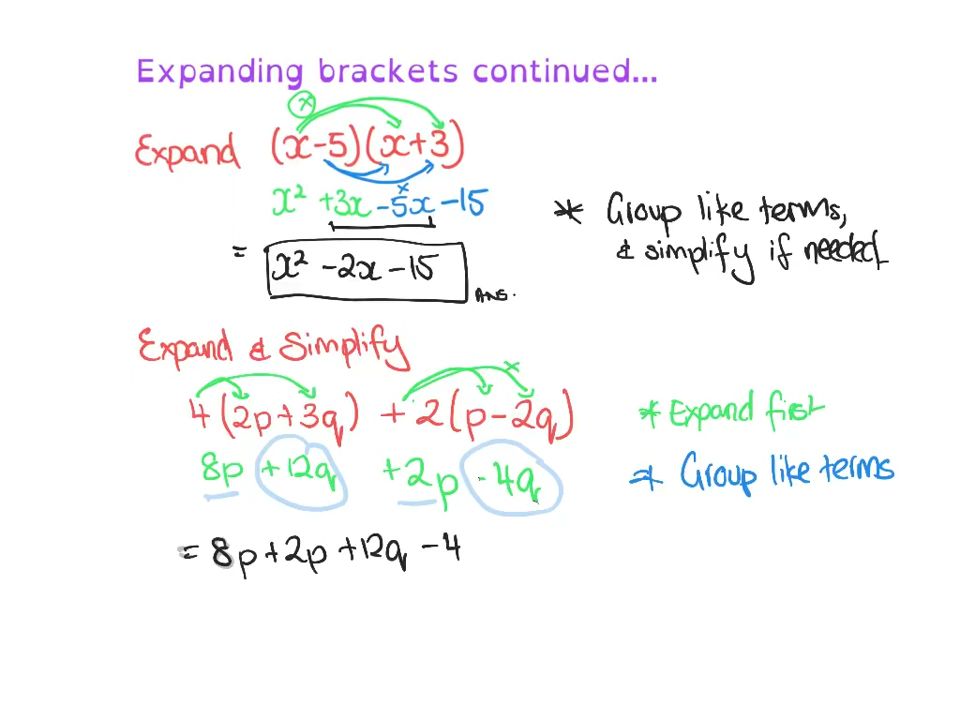 Expanding brackets continued...
x
Expand (x-5)(x+3)
x
x² +3x -5x -15
* Group like terms,
& simplify if needed
= x² -2x -15
ANS.
Expand & Simplify
x
4(2p+3q) +2(p-2q)
* Expand first
8p +12q +2p -4q
* Group like terms
= 8p+2p +12q -4